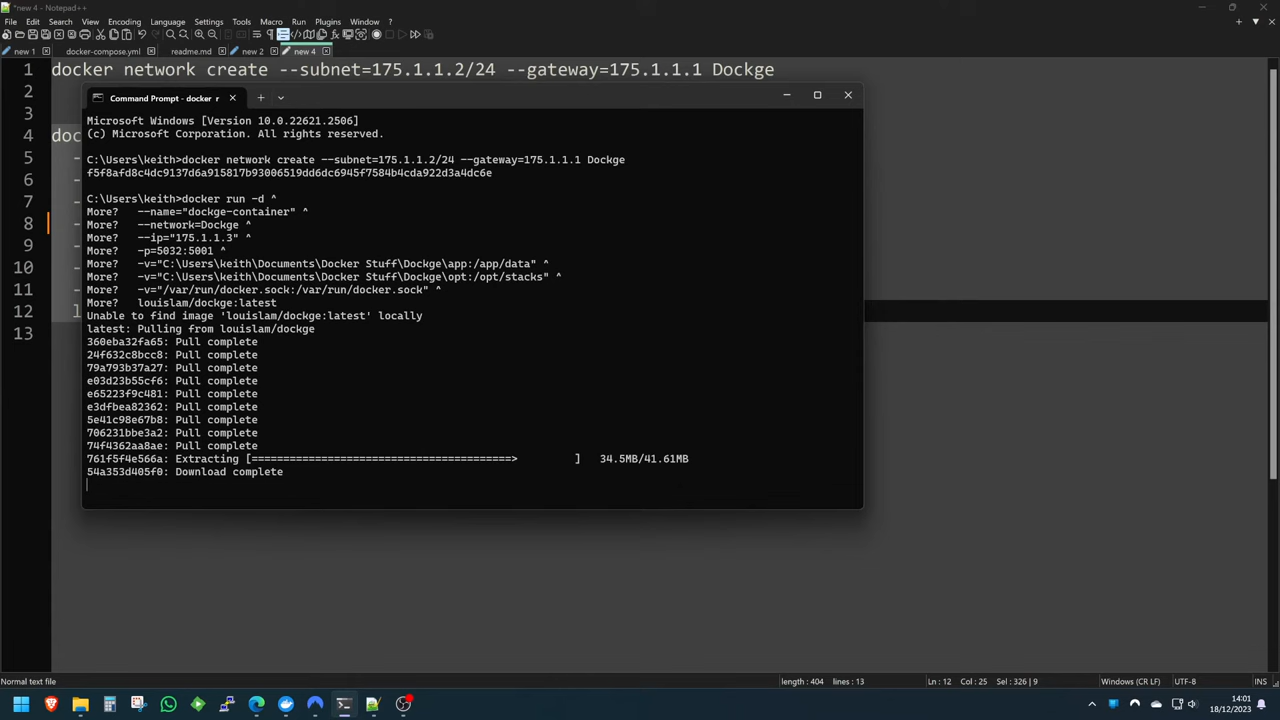 *new 4 - Notepad++
File Edit Search View Encoding Language Settings Tools Macro Run Plugins Window ?
new 1 docker-compose.yml readme.md new 2 new 4
1 docker network create --subnet=175.1.1.2/24 --gateway=175.1.1.1 Dockge
2
3
4 doc
5 -
6 -
7 -
8 -
9 -
10 -
11 -
12 l
13
Command Prompt - docker r
Microsoft Windows [Version 10.0.22621.2506]
(c) Microsoft Corporation. All rights reserved.
C:\Users\keith>docker network create --subnet=175.1.1.2/24 --gateway=175.1.1.1 Dockge
f5f8afd8c4dc9137d6a915817b93006519dd6dc6945f7584b4cda922d3a4dc6e
C:\Users\keith>docker run -d ^
More? --name="dockge-container" ^
More? --network=Dockge ^
More? --ip="175.1.1.3" ^
More? -p=5032:5001 ^
More? -v="C:\Users\keith\Documents\Docker Stuff\Dockge\app:/app/data" ^
More? -v="C:\Users\keith\Documents\Docker Stuff\Dockge\opt:/opt/stacks" ^
More? -v="/var/run/docker.sock:/var/run/docker.sock" ^
More? louislam/dockge:latest
Unable to find image 'louislam/dockge:latest' locally
latest: Pulling from louislam/dockge
360eba32fa65: Pull complete
24f632c8bcc8: Pull complete
79a793b37a27: Pull complete
e03d23b55cf6: Pull complete
e65223f9c481: Pull complete
e3dfbea82362: Pull complete
5e41c98e67b8: Pull complete
706231bbe3a2: Pull complete
74f4362aa8ae: Pull complete
761f5f4e566a: Extracting [=========================================> ] 34.5MB/41.61MB
54a353d405f0: Download complete
Normal text file length : 404 lines : 13 Ln : 12 Col : 25 Sel : 326 | 9 Windows (CR LF) UTF-8 INS
14:01
18/12/2023